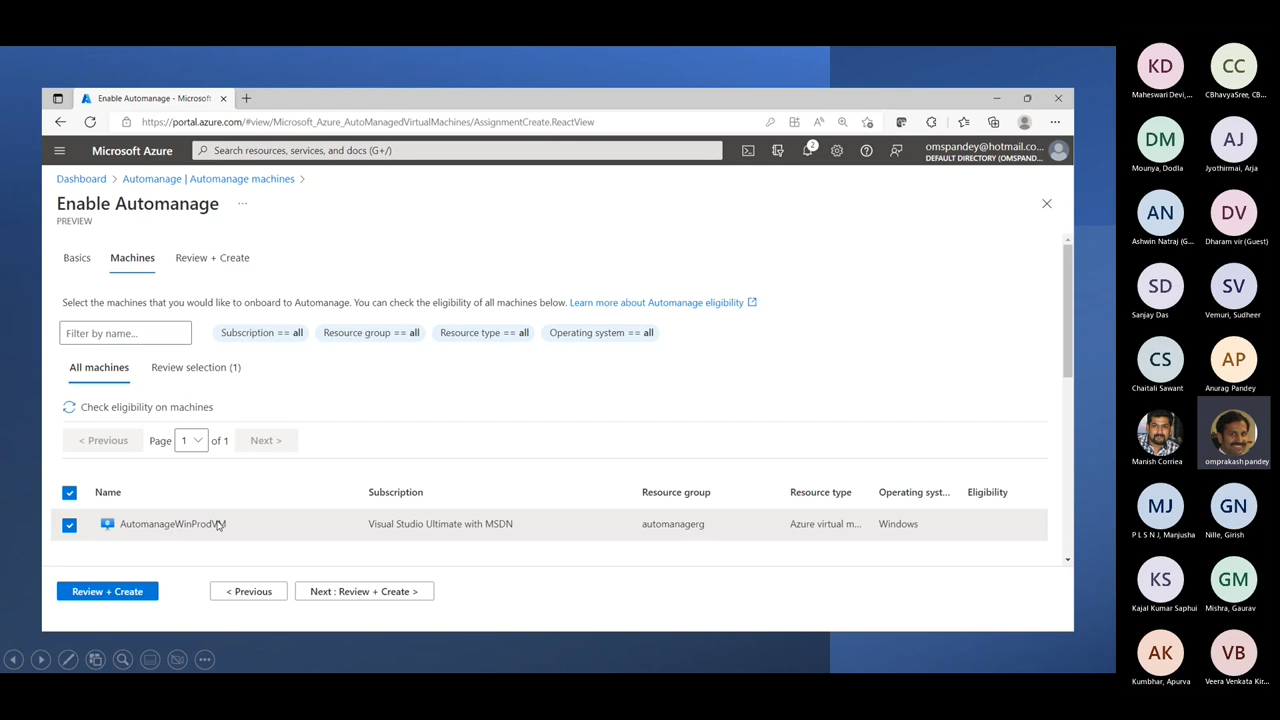 Enable Automanage - Microsoft
https://portal.azure.com/#view/Microsoft_Azure_AutoManagedVirtualMachines/AssignmentCreate.ReactView
Microsoft Azure
Search resources, services, and docs (G+/)
2
omspandey@hotmail.co...
DEFAULT DIRECTORY (OMSPAND...
Dashboard > Automanage | Automanage machines >
Enable Automanage ...
PREVIEW
Basics
Machines
Review + Create
Select the machines that you would like to onboard to Automanage. You can check the eligibility of all machines below. Learn more about Automanage eligibility
Filter by name...
Subscription == all
Resource group == all
Resource type == all
Operating system == all
All machines
Review selection (1)
Check eligibility on machines
< Previous
Page 1 of 1
Next >
Name Subscription Resource group Resource type Operating syst... Eligibility
AutomanageWinProdVM Visual Studio Ultimate with MSDN automanagerg Azure virtual m... Windows
Review + Create
< Previous
Next : Review + Create >
KD CC
Maheswari Devi,... CBhavyaSree, CB...
DM AJ
Mounya, Dodla Jyothirmai, Arja
AN DV
Ashwin Natraj (G... Dharam vir (Guest)
SD SV
Sanjay Das Vemuri, Sudheer
CS AP
Chaitali Sawant Anurag Pandey
Manish Corriea omprakash pandey
MJ GN
P L S N J, Manjusha Nille, Girish
KS GM
Kajal Kumar Saphui Mishra, Gaurav
AK VB
Kumbhar, Apurva Veera Venkata Kir...